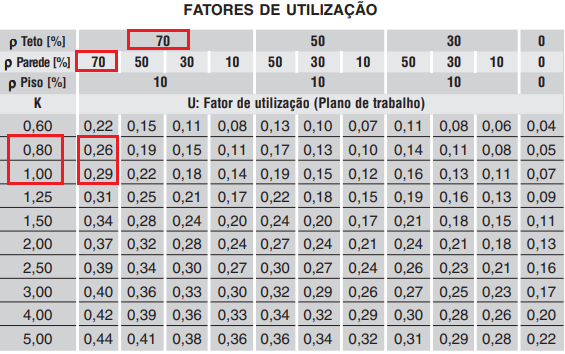 FATORES DE UTILIZAÇÃO
ρ Teto [%] 70 50 30 0
ρ Parede [%] 70 50 30 10 50 30 10 50 30 10 0
ρ Piso [%] 10 10 10 0
K U: Fator de utilização (Plano de trabalho)
0,60 0,22 0,15 0,11 0,08 0,13 0,10 0,07 0,11 0,08 0,06 0,04
0,80 0,26 0,19 0,15 0,11 0,17 0,13 0,10 0,14 0,11 0,08 0,05
1,00 0,29 0,22 0,18 0,14 0,19 0,15 0,12 0,16 0,13 0,11 0,07
1,25 0,31 0,25 0,21 0,17 0,22 0,18 0,15 0,19 0,16 0,13 0,09
1,50 0,34 0,28 0,24 0,20 0,24 0,20 0,17 0,21 0,18 0,15 0,11
2,00 0,37 0,32 0,28 0,24 0,27 0,24 0,21 0,24 0,21 0,18 0,13
2,50 0,39 0,34 0,30 0,27 0,30 0,27 0,24 0,26 0,23 0,21 0,16
3,00 0,40 0,36 0,33 0,30 0,32 0,29 0,26 0,27 0,25 0,23 0,17
4,00 0,42 0,39 0,36 0,33 0,34 0,32 0,29 0,30 0,28 0,26 0,20
5,00 0,44 0,41 0,38 0,36 0,36 0,34 0,32 0,31 0,29 0,28 0,22